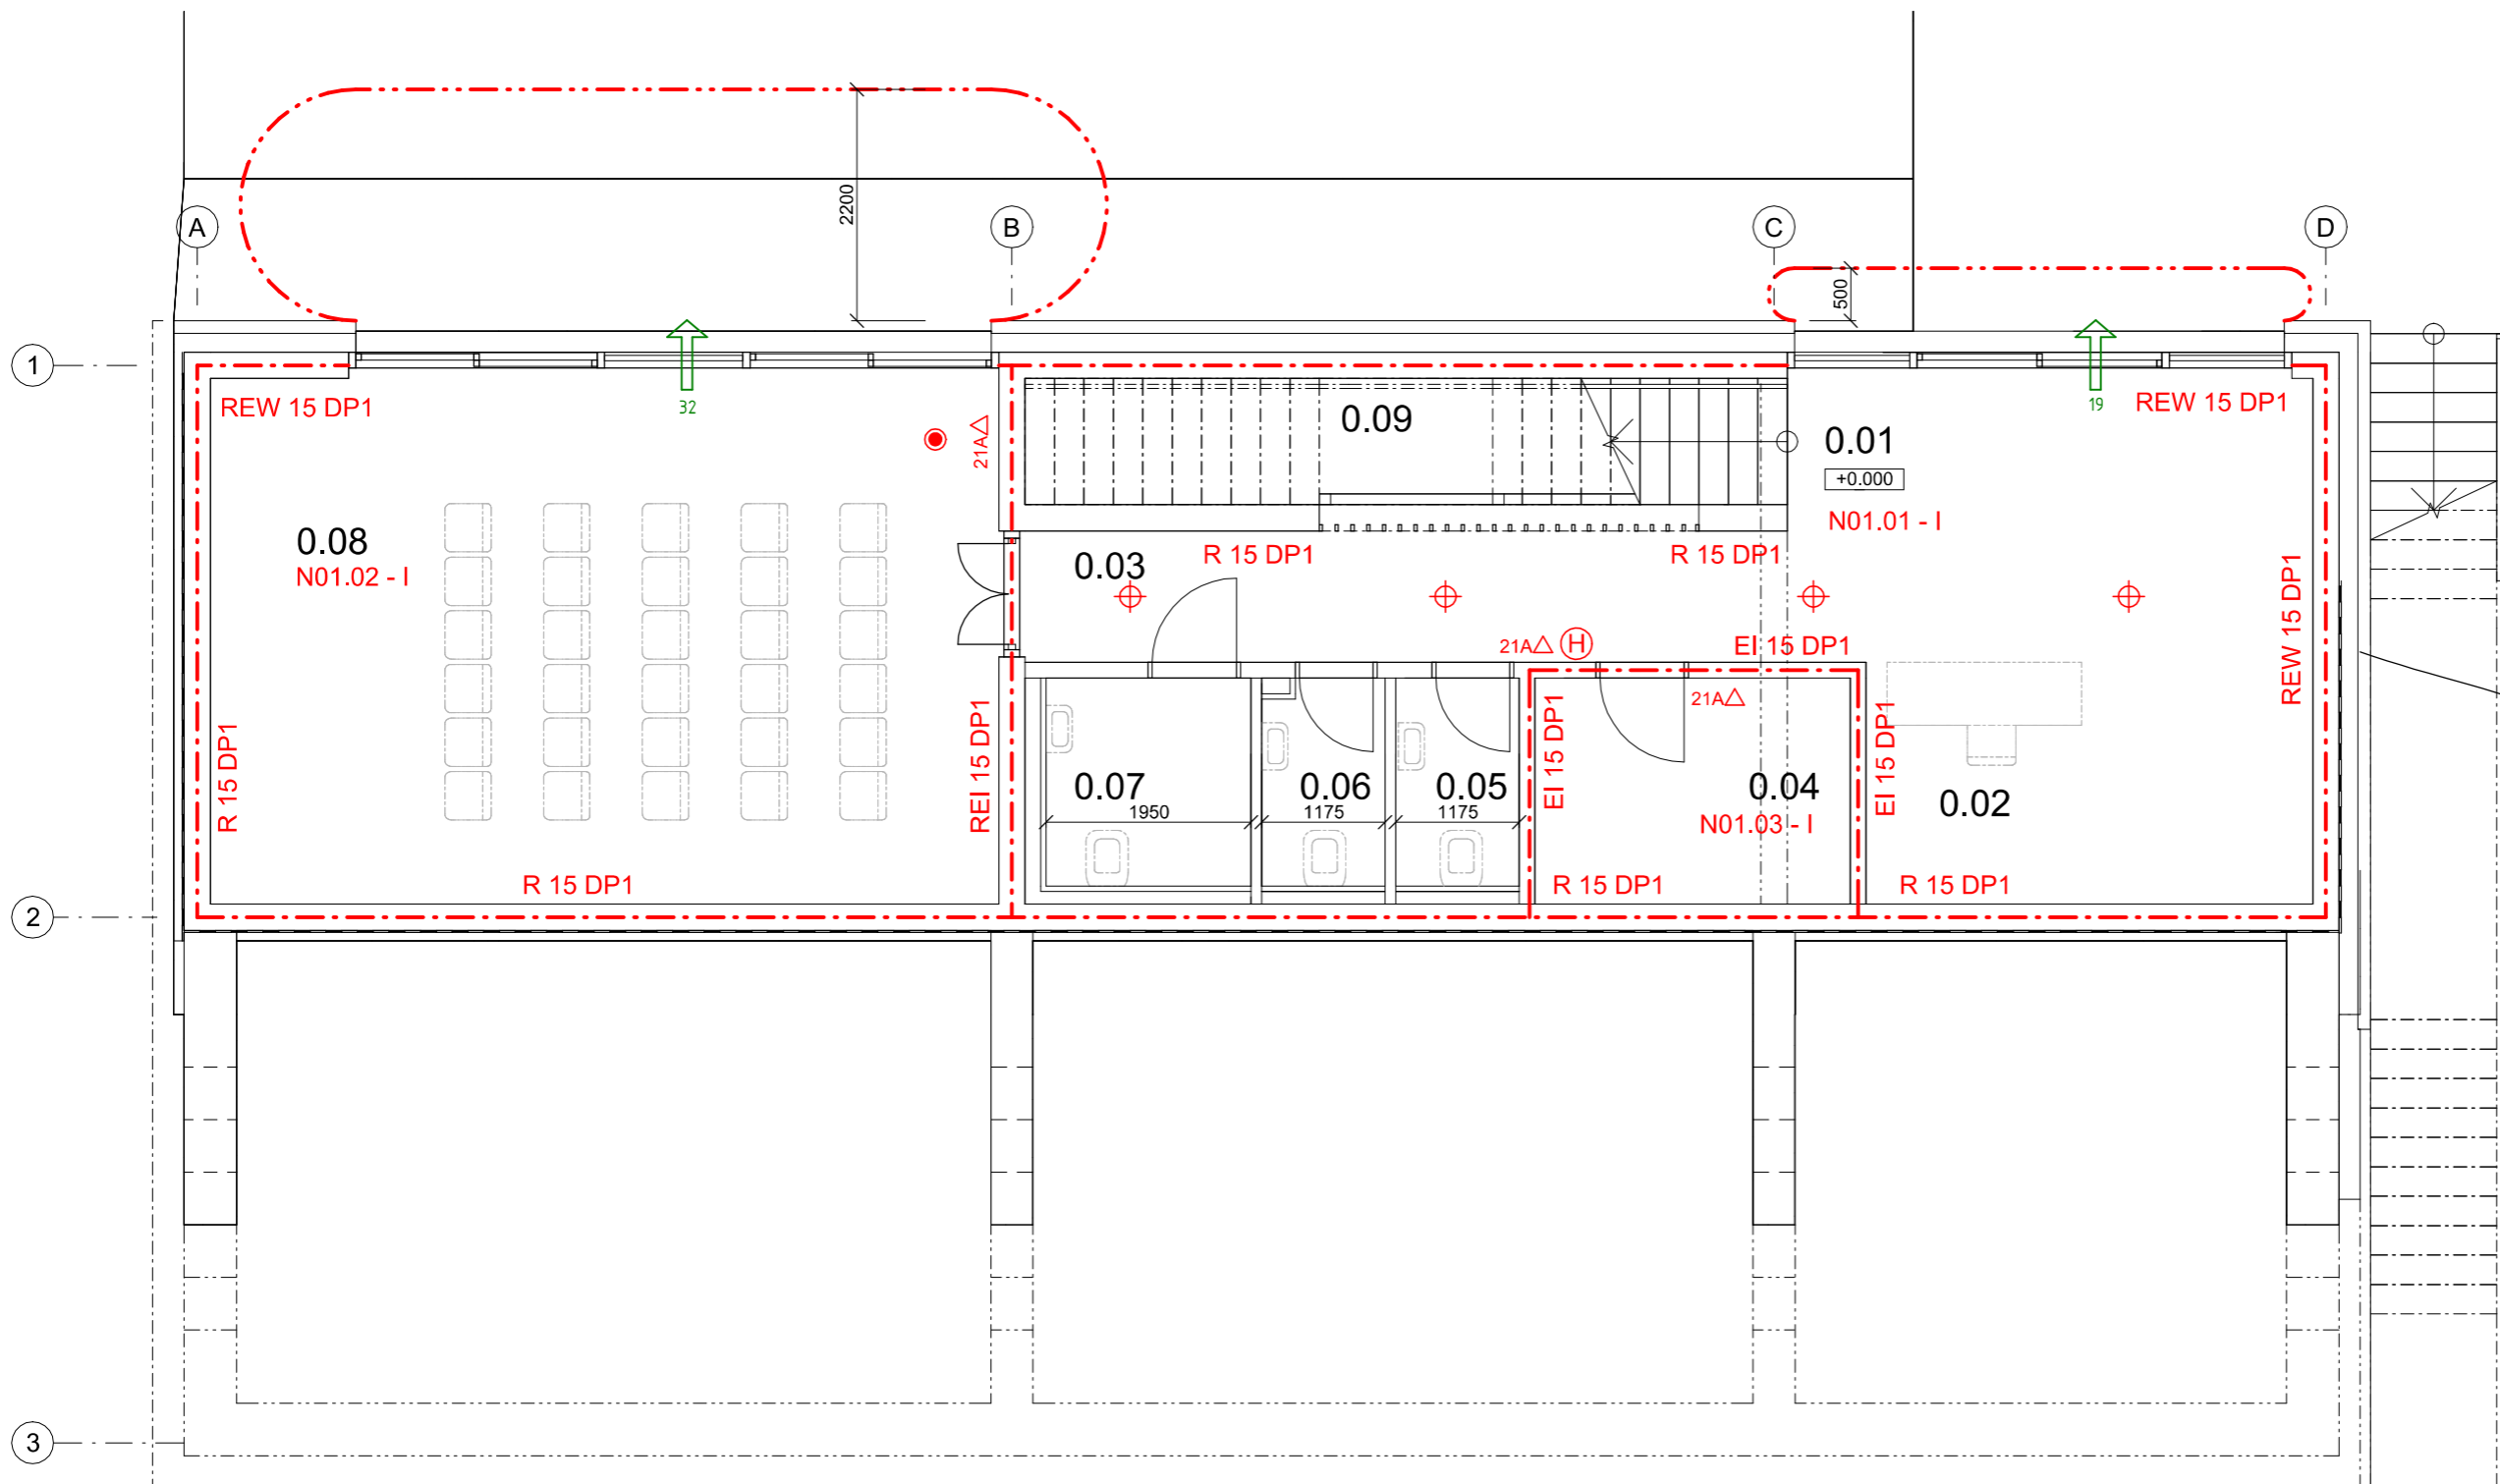 2200
A
B
C
D
500
1
REW 15 DP1
32
19
REW 15 DP1
21A
0.09
0.01
+0.000
N01.01 - I
0.08
N01.02 - I
0.03
R 15 DP1
R 15 DP1
21A
H
EI 15 DP1
REW 15 DP1
21A
R 15 DP1
REI 15 DP1
EI 15 DP1
EI 15 DP1
0.07
0.06
0.05
0.04
0.02
1950
1175
1175
N01.03 - I
R 15 DP1
R 15 DP1
R 15 DP1
2
3